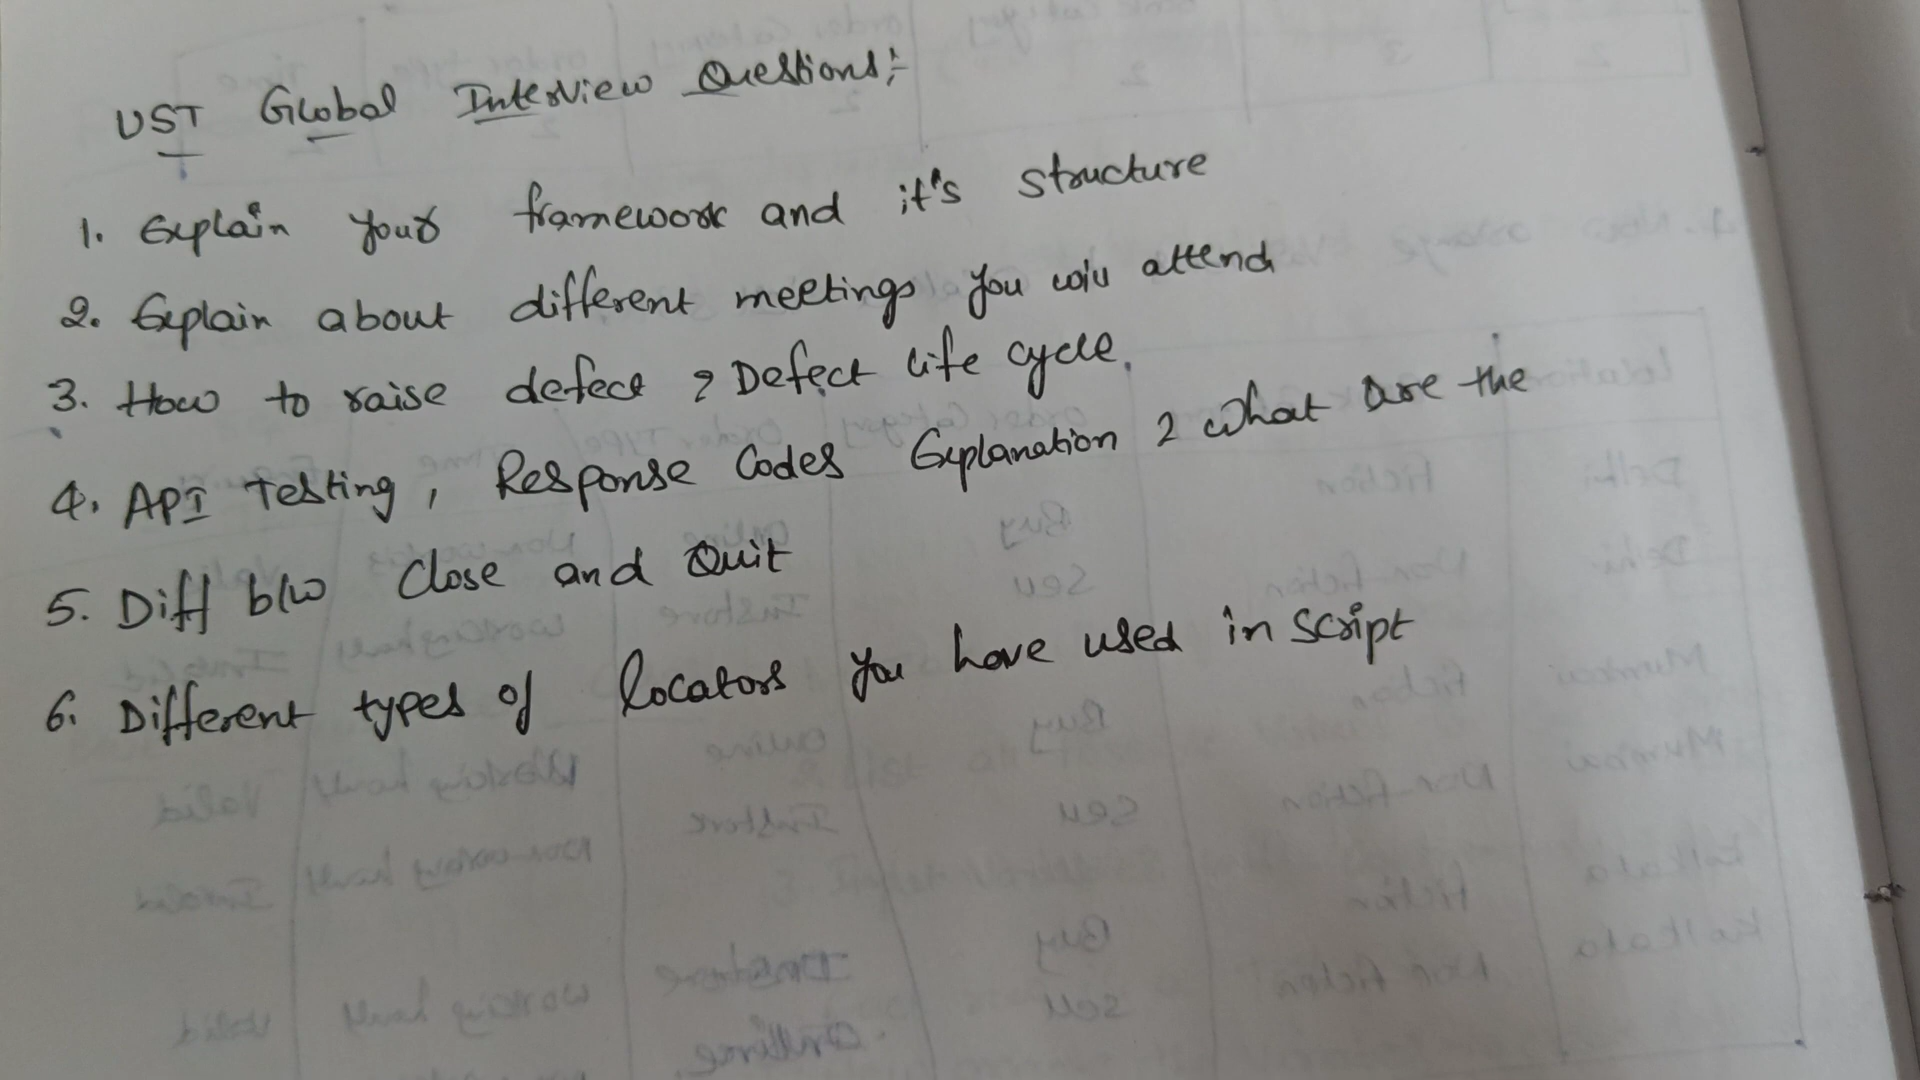 UST Global Interview Questions:-
1. Explain your framework and it's structure
2. Explain about different meetings you will attend
3. How to raise defect & Defect life cycle.
4. API Testing, Response Codes Explanation & what are the
5. Diff b/w Close and Quit
6. Different types of locators you have used in script